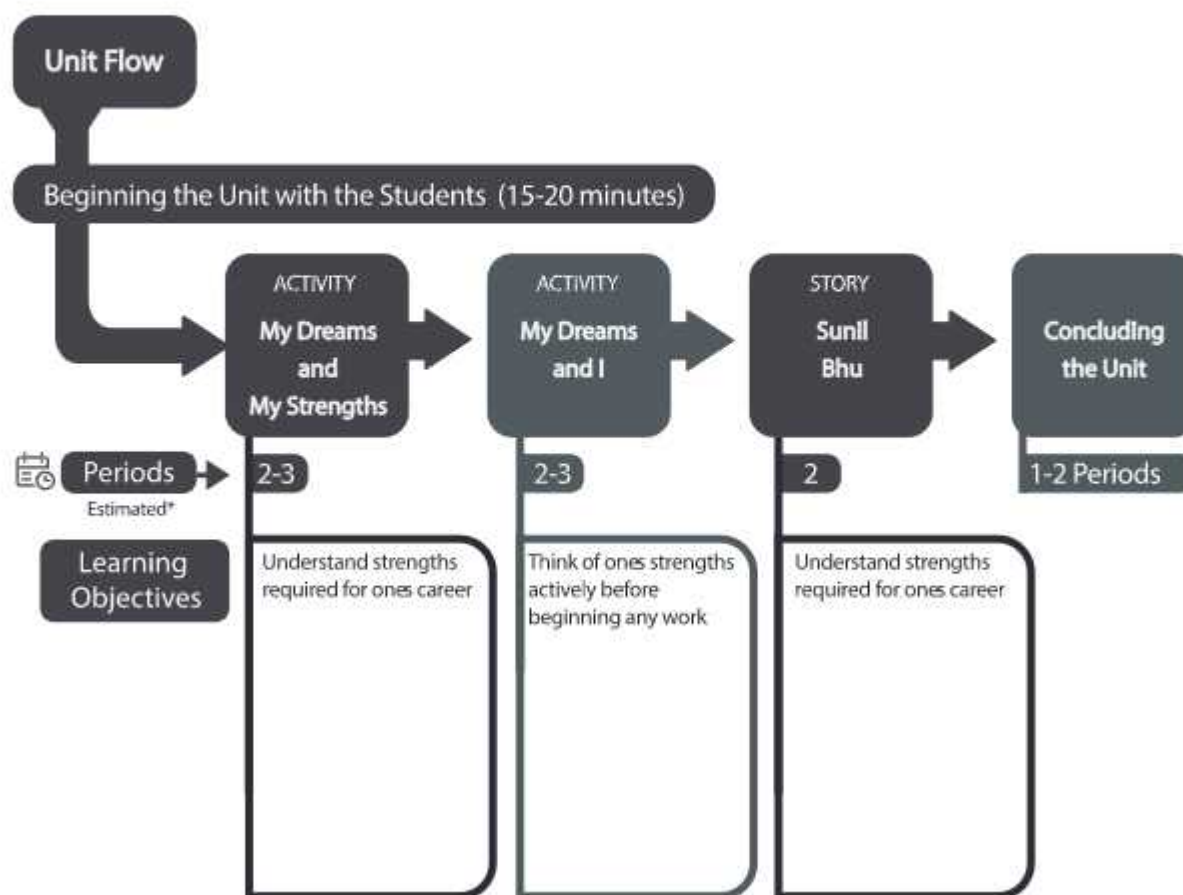 Unit Flow
Beginning the Unit with the Students (15-20 minutes)
ACTIVITY
My Dreams
and
My Strengths
ACTIVITY
My Dreams
and I
STORY
Sunil
Bhu
Concluding
the Unit
Periods
Estimated*
2-3
2-3
2
1-2 Periods
Learning
Objectives
Understand strengths
required for ones career
Think of ones strengths
actively before
beginning any work
Understand strengths
required for ones career